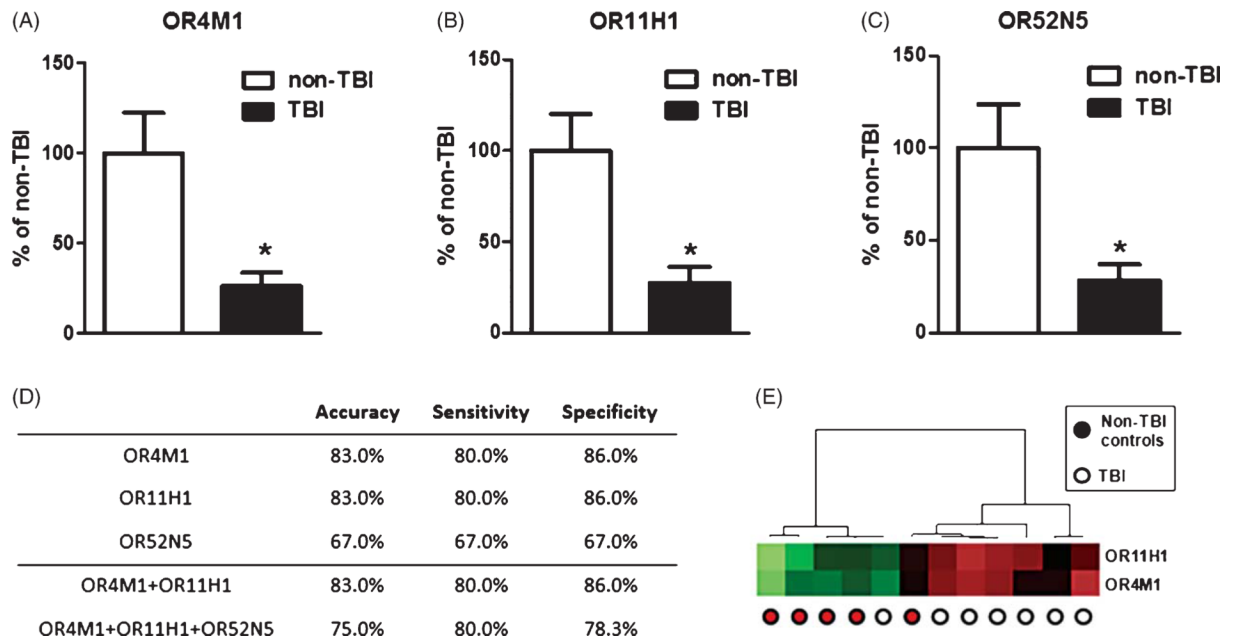 (A) OR4M1
150
100
50
0
% of non-TBI
non-TBI
TBI
*
(B) OR11H1
150
100
50
0
% of non-TBI
non-TBI
TBI
*
(C) OR52N5
150
100
50
0
% of non-TBI
non-TBI
TBI
*
(D)
Accuracy Sensitivity Specificity
OR4M1 83.0% 80.0% 86.0%
OR11H1 83.0% 80.0% 86.0%
OR52N5 67.0% 67.0% 67.0%
OR4M1+OR11H1 83.0% 80.0% 86.0%
OR4M1+OR11H1+OR52N5 75.0% 80.0% 78.3%
(E)
Non-TBI
controls
TBI
OR11H1
OR4M1